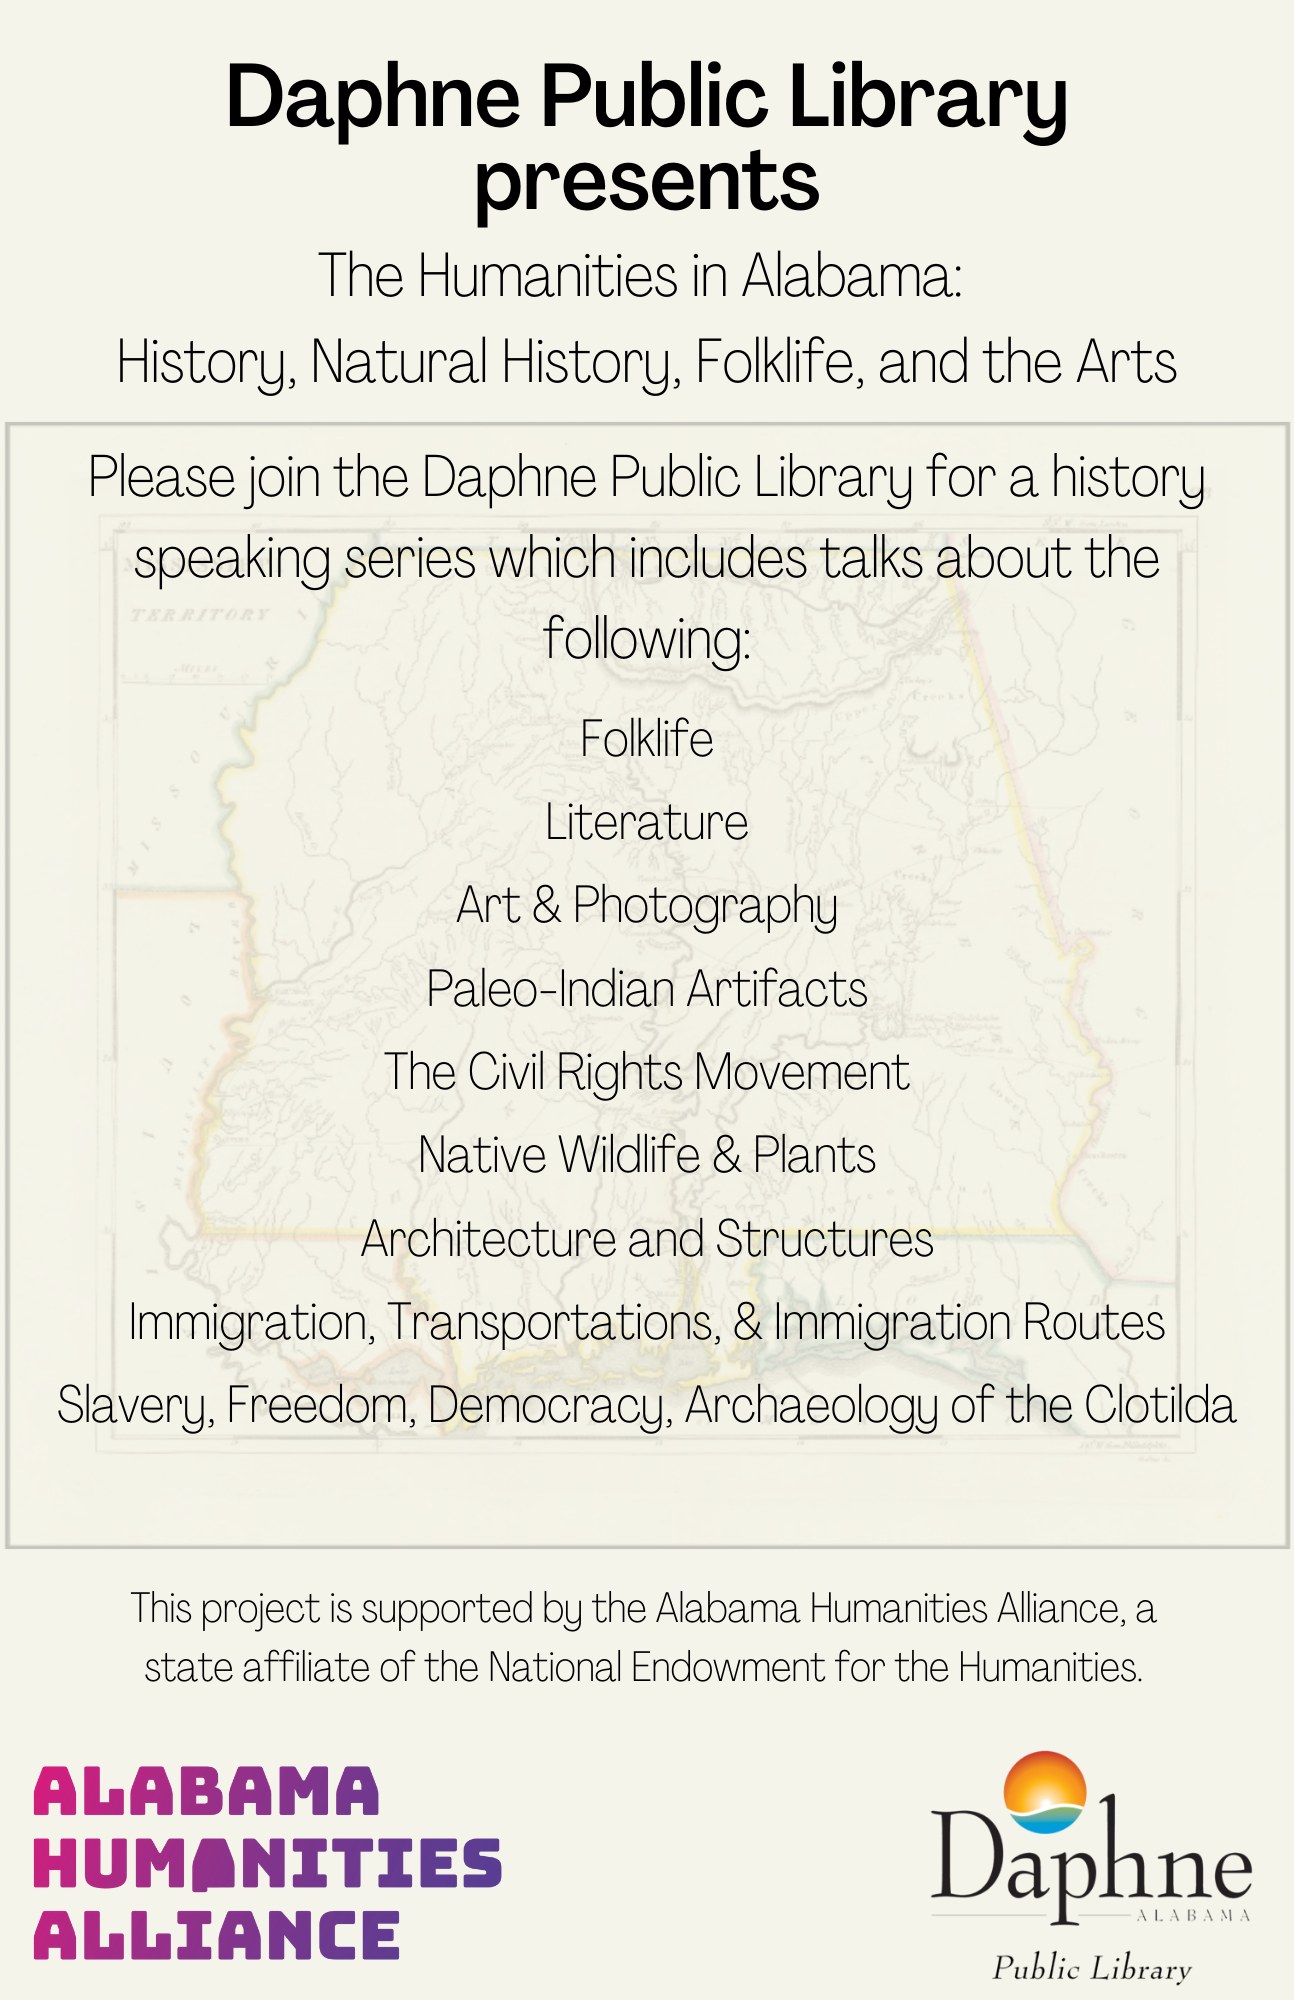 Daphne Public Library
presents
The Humanities in Alabama:
History, Natural History, Folklife, and the Arts
Please join the Daphne Public Library for a history
speaking series which includes talks about the
following:
TERRITORY
Folklife
Literature
Art & Photography
Paleo-Indian Artifacts
The Civil Rights Movement
Native Wildlife & Plants
Architecture and Structures
Immigration, Transportations, & Immigration Routes
Slavery, Freedom, Democracy, Archaeology of the Clotilda
This project is supported by the Alabama Humanities Alliance, a
state affiliate of the National Endowment for the Humanities.
ALABAMA
HUMANITIES
ALLIANCE
Daphne
ALABAMA
Public Library